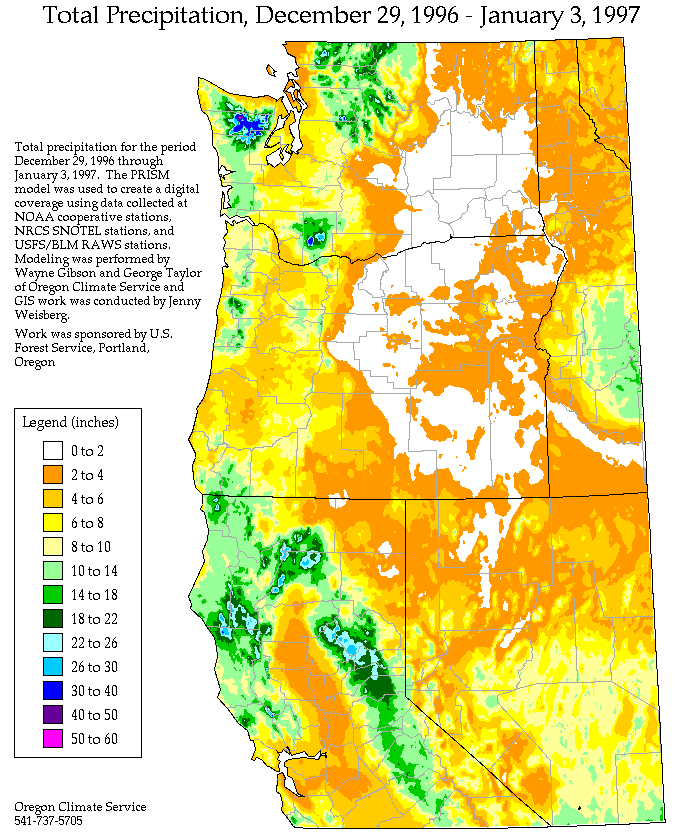 Total Precipitation, December 29, 1996 - January 3, 1997
Total precipitation for the period
December 29, 1996 through
January 3, 1997.  The PRISM
model was used to create a digital
coverage using data collected at
NOAA cooperative stations,
NRCS SNOTEL stations, and
USFS/BLM RAWS stations.
Modeling was performed by
Wayne Gibson and George Taylor
of Oregon Climate Service and
GIS work was conducted by Jenny
Weisberg.
Work was sponsored by U.S.
Forest Service, Portland,
Oregon
Legend (inches)
0 to 2
2 to 4
4 to 6
6 to 8
8 to 10
10 to 14
14 to 18
18 to 22
22 to 26
26 to 30
30 to 40
40 to 50
50 to 60
Oregon Climate Service
541-737-5705